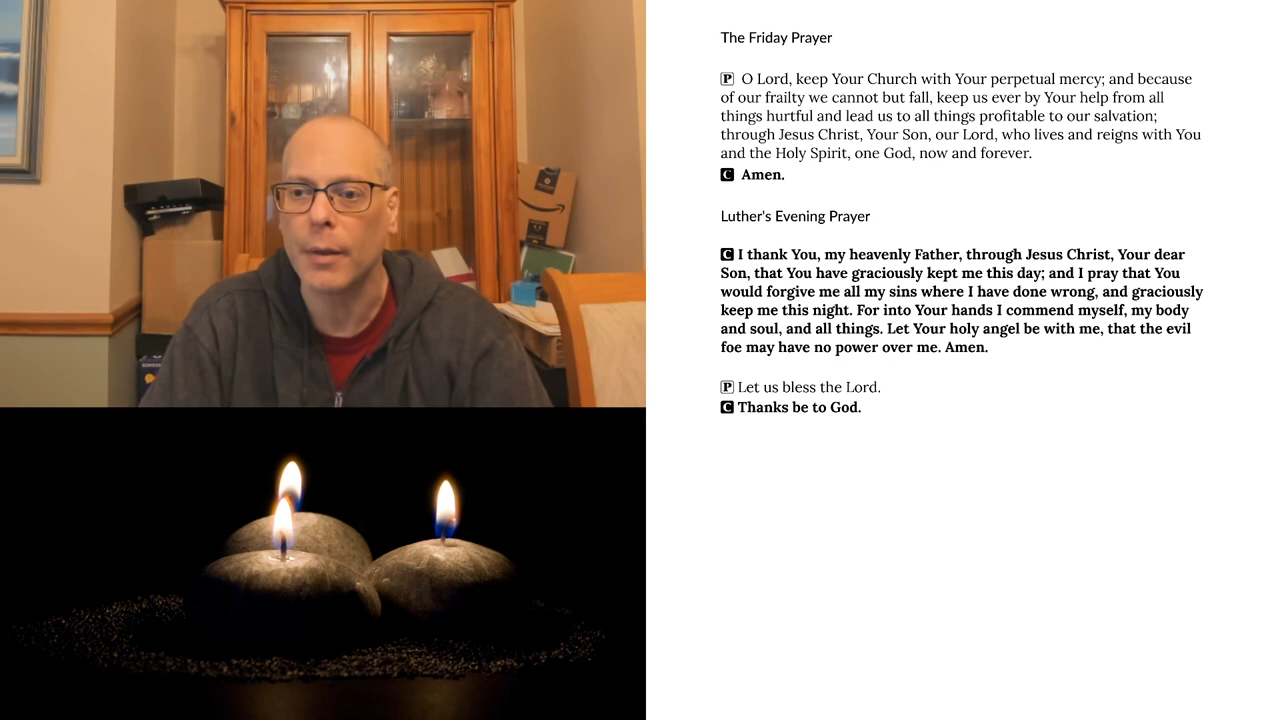 The Friday Prayer
P O Lord, keep Your Church with Your perpetual mercy; and because
of our frailty we cannot but fall, keep us ever by Your help from all
things hurtful and lead us to all things profitable to our salvation;
through Jesus Christ, Your Son, our Lord, who lives and reigns with You
and the Holy Spirit, one God, now and forever.
C Amen.
Luther's Evening Prayer
C I thank You, my heavenly Father, through Jesus Christ, Your dear
Son, that You have graciously kept me this day; and I pray that You
would forgive me all my sins where I have done wrong, and graciously
keep me this night. For into Your hands I commend myself, my body
and soul, and all things. Let Your holy angel be with me, that the evil
foe may have no power over me. Amen.
P Let us bless the Lord.
C Thanks be to God.